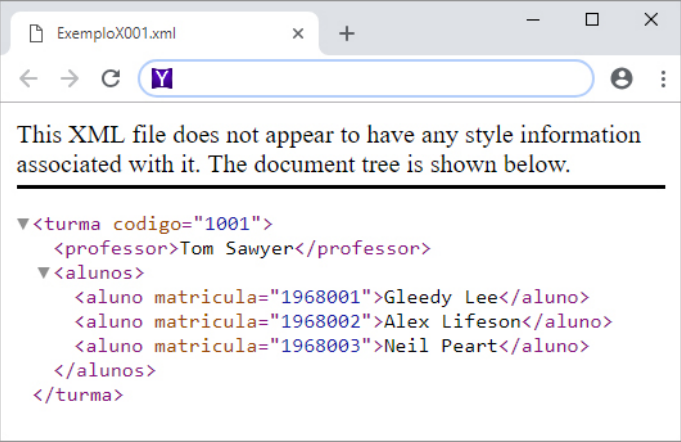 ExemploX001.xml
Y
This XML file does not appear to have any style information
associated with it. The document tree is shown below.
<turma codigo="1001">
<professor>Tom Sawyer</professor>
<alunos>
<aluno matricula="1968001">Gleedy Lee</aluno>
<aluno matricula="1968002">Alex Lifeson</aluno>
<aluno matricula="1968003">Neil Peart</aluno>
</alunos>
</turma>